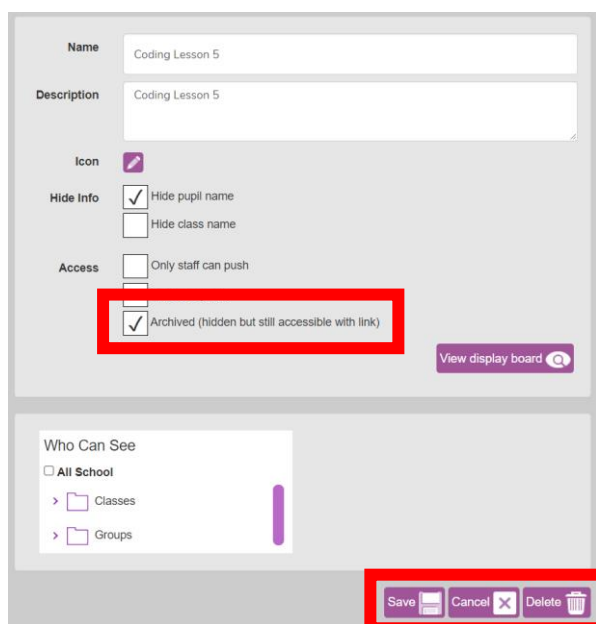 Name
Coding Lesson 5
Description
Coding Lesson 5
Icon
Hide Info
Hide pupil name
Hide class name
Access
Only staff can push
Archived (hidden but still accessible with link)
View display board
Who Can See
All School
Classes
Groups
Save Cancel Delete